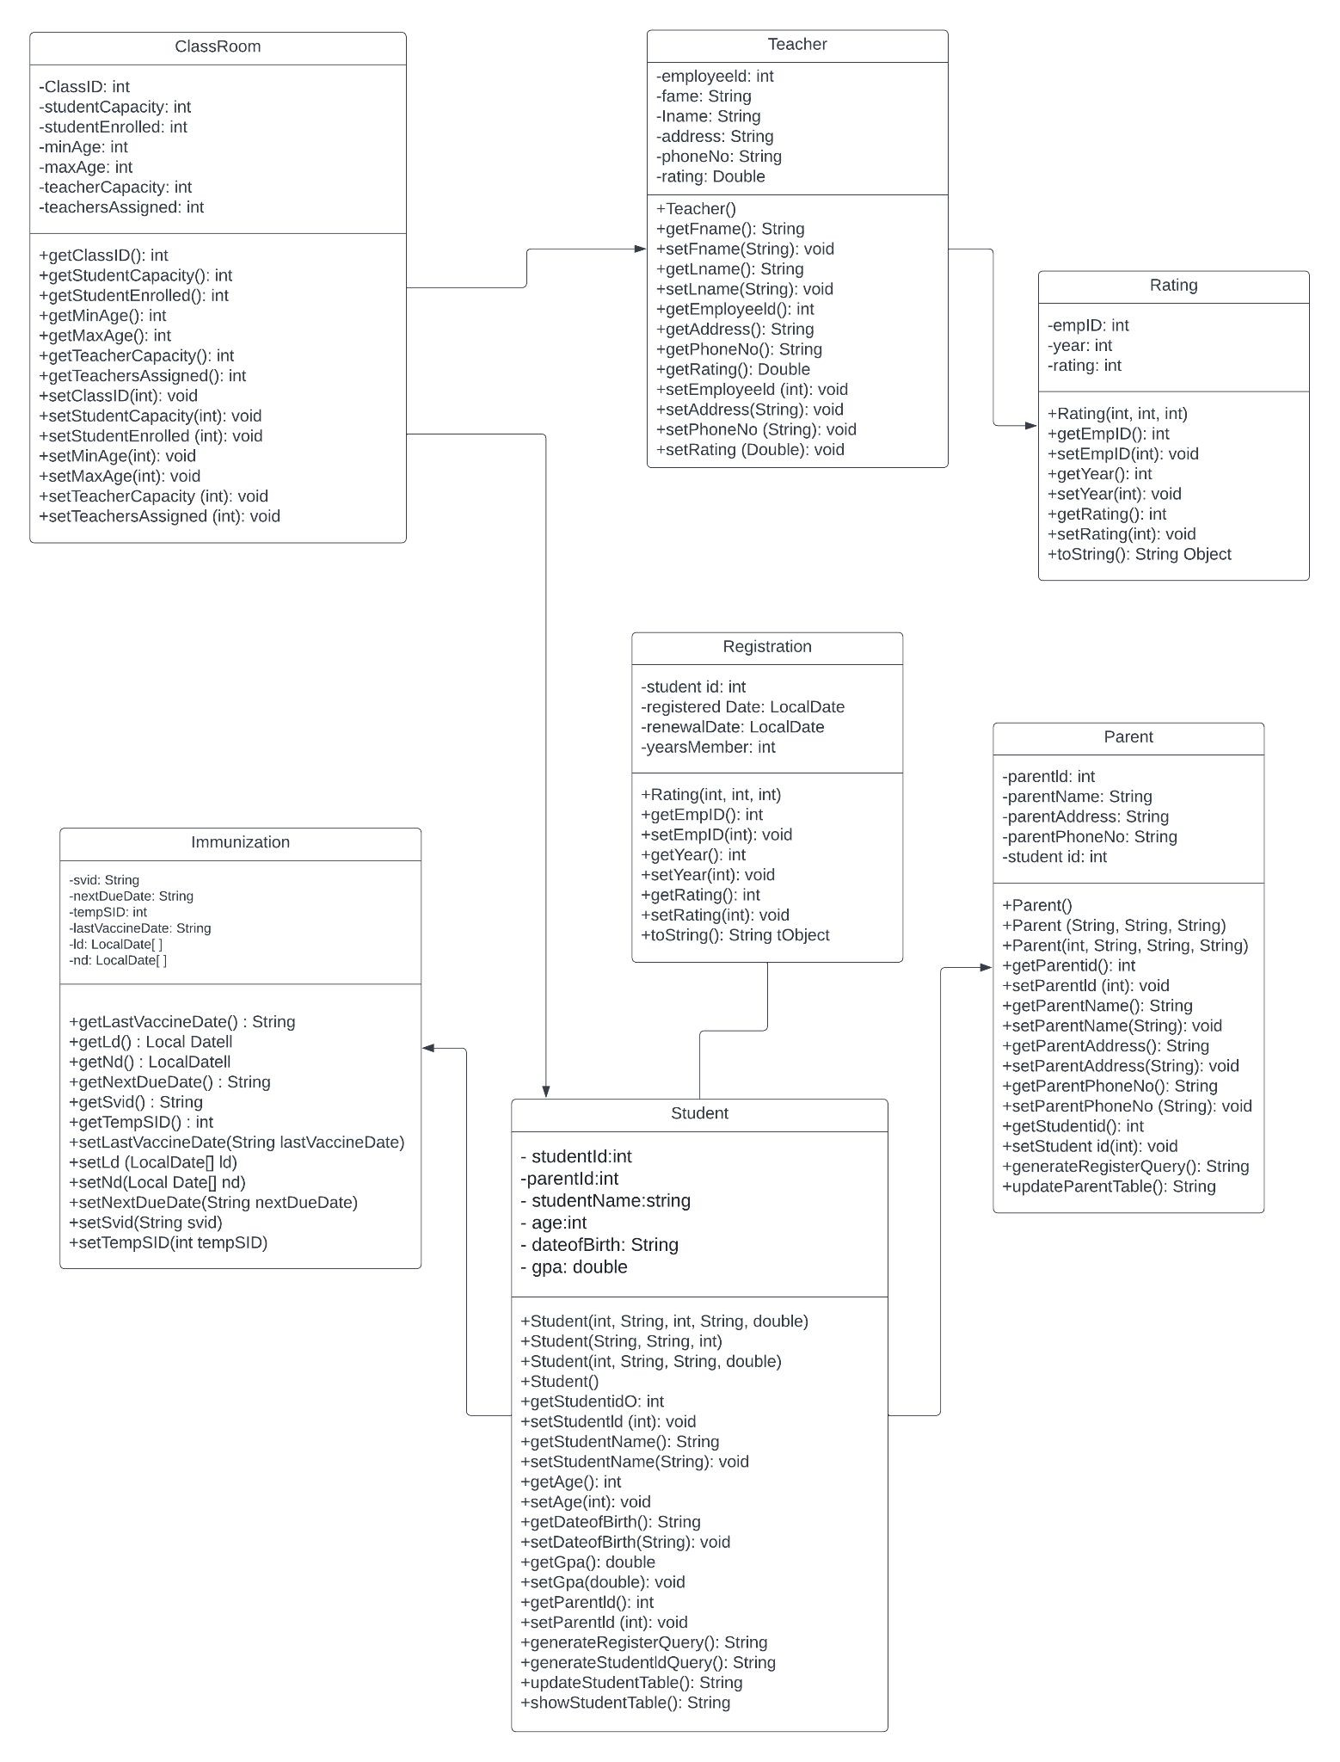 ClassRoom
-ClassID: int
-studentCapacity: int
-studentEnrolled: int
-minAge: int
-maxAge: int
-teacherCapacity: int
-teachersAssigned: int
+getClassID(): int
+getStudentCapacity(): int
+getStudentEnrolled(): int
+getMinAge(): int
+getMaxAge(): int
+getTeacherCapacity(): int
+getTeachersAssigned(): int
+setClassID(int): void
+setStudentCapacity(int): void
+setStudentEnrolled (int): void
+setMinAge(int): void
+setMaxAge(int): void
+setTeacherCapacity (int): void
+setTeachersAssigned (int): void
Teacher
-employeeId: int
-fame: String
-Iname: String
-address: String
-phoneNo: String
-rating: Double
+Teacher()
+getFname(): String
+setFname(String): void
+getLname(): String
+setLname(String): void
+getEmployeeId(): int
+getAddress(): String
+getPhoneNo(): String
+getRating(): Double
+setEmployeeId (int): void
+setAddress(String): void
+setPhoneNo (String): void
+setRating (Double): void
Rating
-empID: int
-year: int
-rating: int
+Rating(int, int, int)
+getEmpID(): int
+setEmpID(int): void
+getYear(): int
+setYear(int): void
+getRating(): int
+setRating(int): void
+toString(): String Object
Registration
-student id: int
-registered Date: LocalDate
-renewalDate: LocalDate
-yearsMember: int
+Rating(int, int, int)
+getEmpID(): int
+setEmpID(int): void
+getYear(): int
+setYear(int): void
+getRating(): int
+setRating(int): void
+toString(): String tObject
Parent
-parentId: int
-parentName: String
-parentAddress: String
-parentPhoneNo: String
-student id: int
+Parent()
+Parent (String, String, String)
+Parent(int, String, String, String)
+getParentid(): int
+setParentId (int): void
+getParentName(): String
+setParentName(String): void
+getParentAddress(): String
+setParentAddress(String): void
+getParentPhoneNo(): String
+setParentPhoneNo (String): void
+getStudentid(): int
+setStudent id(int): void
+generateRegisterQuery(): String
+updateParentTable(): String
Immunization
-svid: String
-nextDueDate: String
-tempSID: int
-lastVaccineDate: String
-ld: LocalDate[ ]
-nd: LocalDate[ ]
+getLastVaccineDate() : String
+getLd() : Local Datell
+getNd() : LocalDatell
+getNextDueDate() : String
+getSvid() : String
+getTempSID() : int
+setLastVaccineDate(String lastVaccineDate)
+setLd (LocalDate[] ld)
+setNd(Local Date[] nd)
+setNextDueDate(String nextDueDate)
+setSvid(String svid)
+setTempSID(int tempSID)
Student
- studentId:int
-parentId:int
- studentName:string
- age:int
- dateofBirth: String
- gpa: double
+Student(int, String, int, String, double)
+Student(String, String, int)
+Student(int, String, String, double)
+Student()
+getStudentidO: int
+setStudentId (int): void
+getStudentName(): String
+setStudentName(String): void
+getAge(): int
+setAge(int): void
+getDateofBirth(): String
+setDateofBirth(String): void
+getGpa(): double
+setGpa(double): void
+getParentId(): int
+setParentId (int): void
+generateRegisterQuery(): String
+generateStudentIdQuery(): String
+updateStudentTable(): String
+showStudentTable(): String